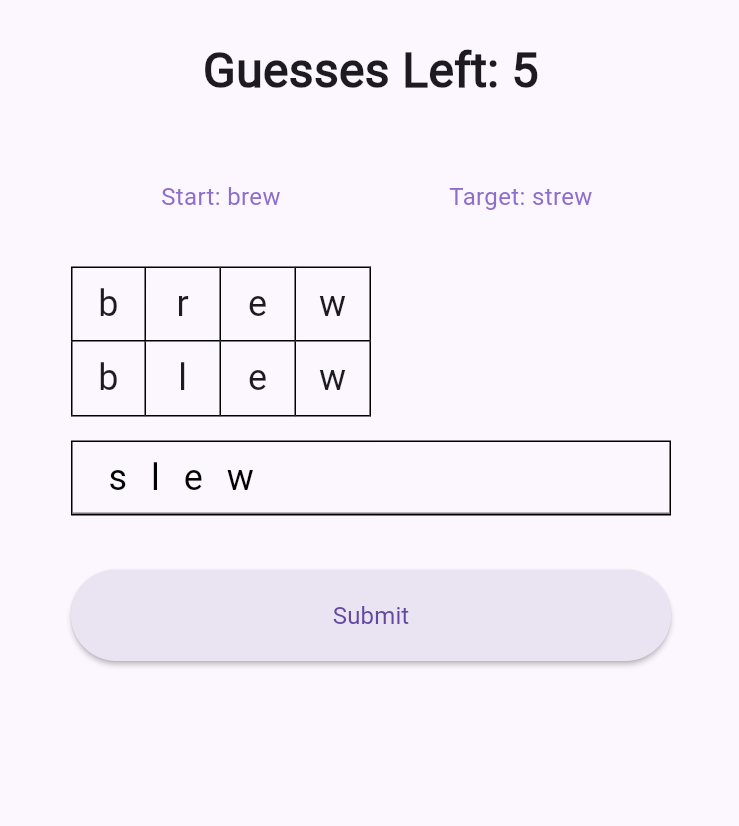 Guesses Left: 5
Start: brew Target: strew
b r e w
b l e w
s l e w
Submit